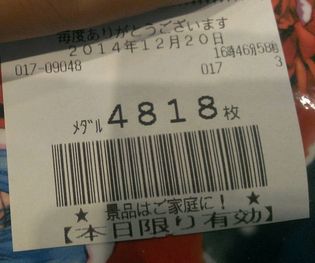 毎度ありがとうございます
2014年12月20日
16時46分58秒
017-09048 017 3
メダル 4818枚
★ 景品はご家庭に! ★
【本日限り有効】